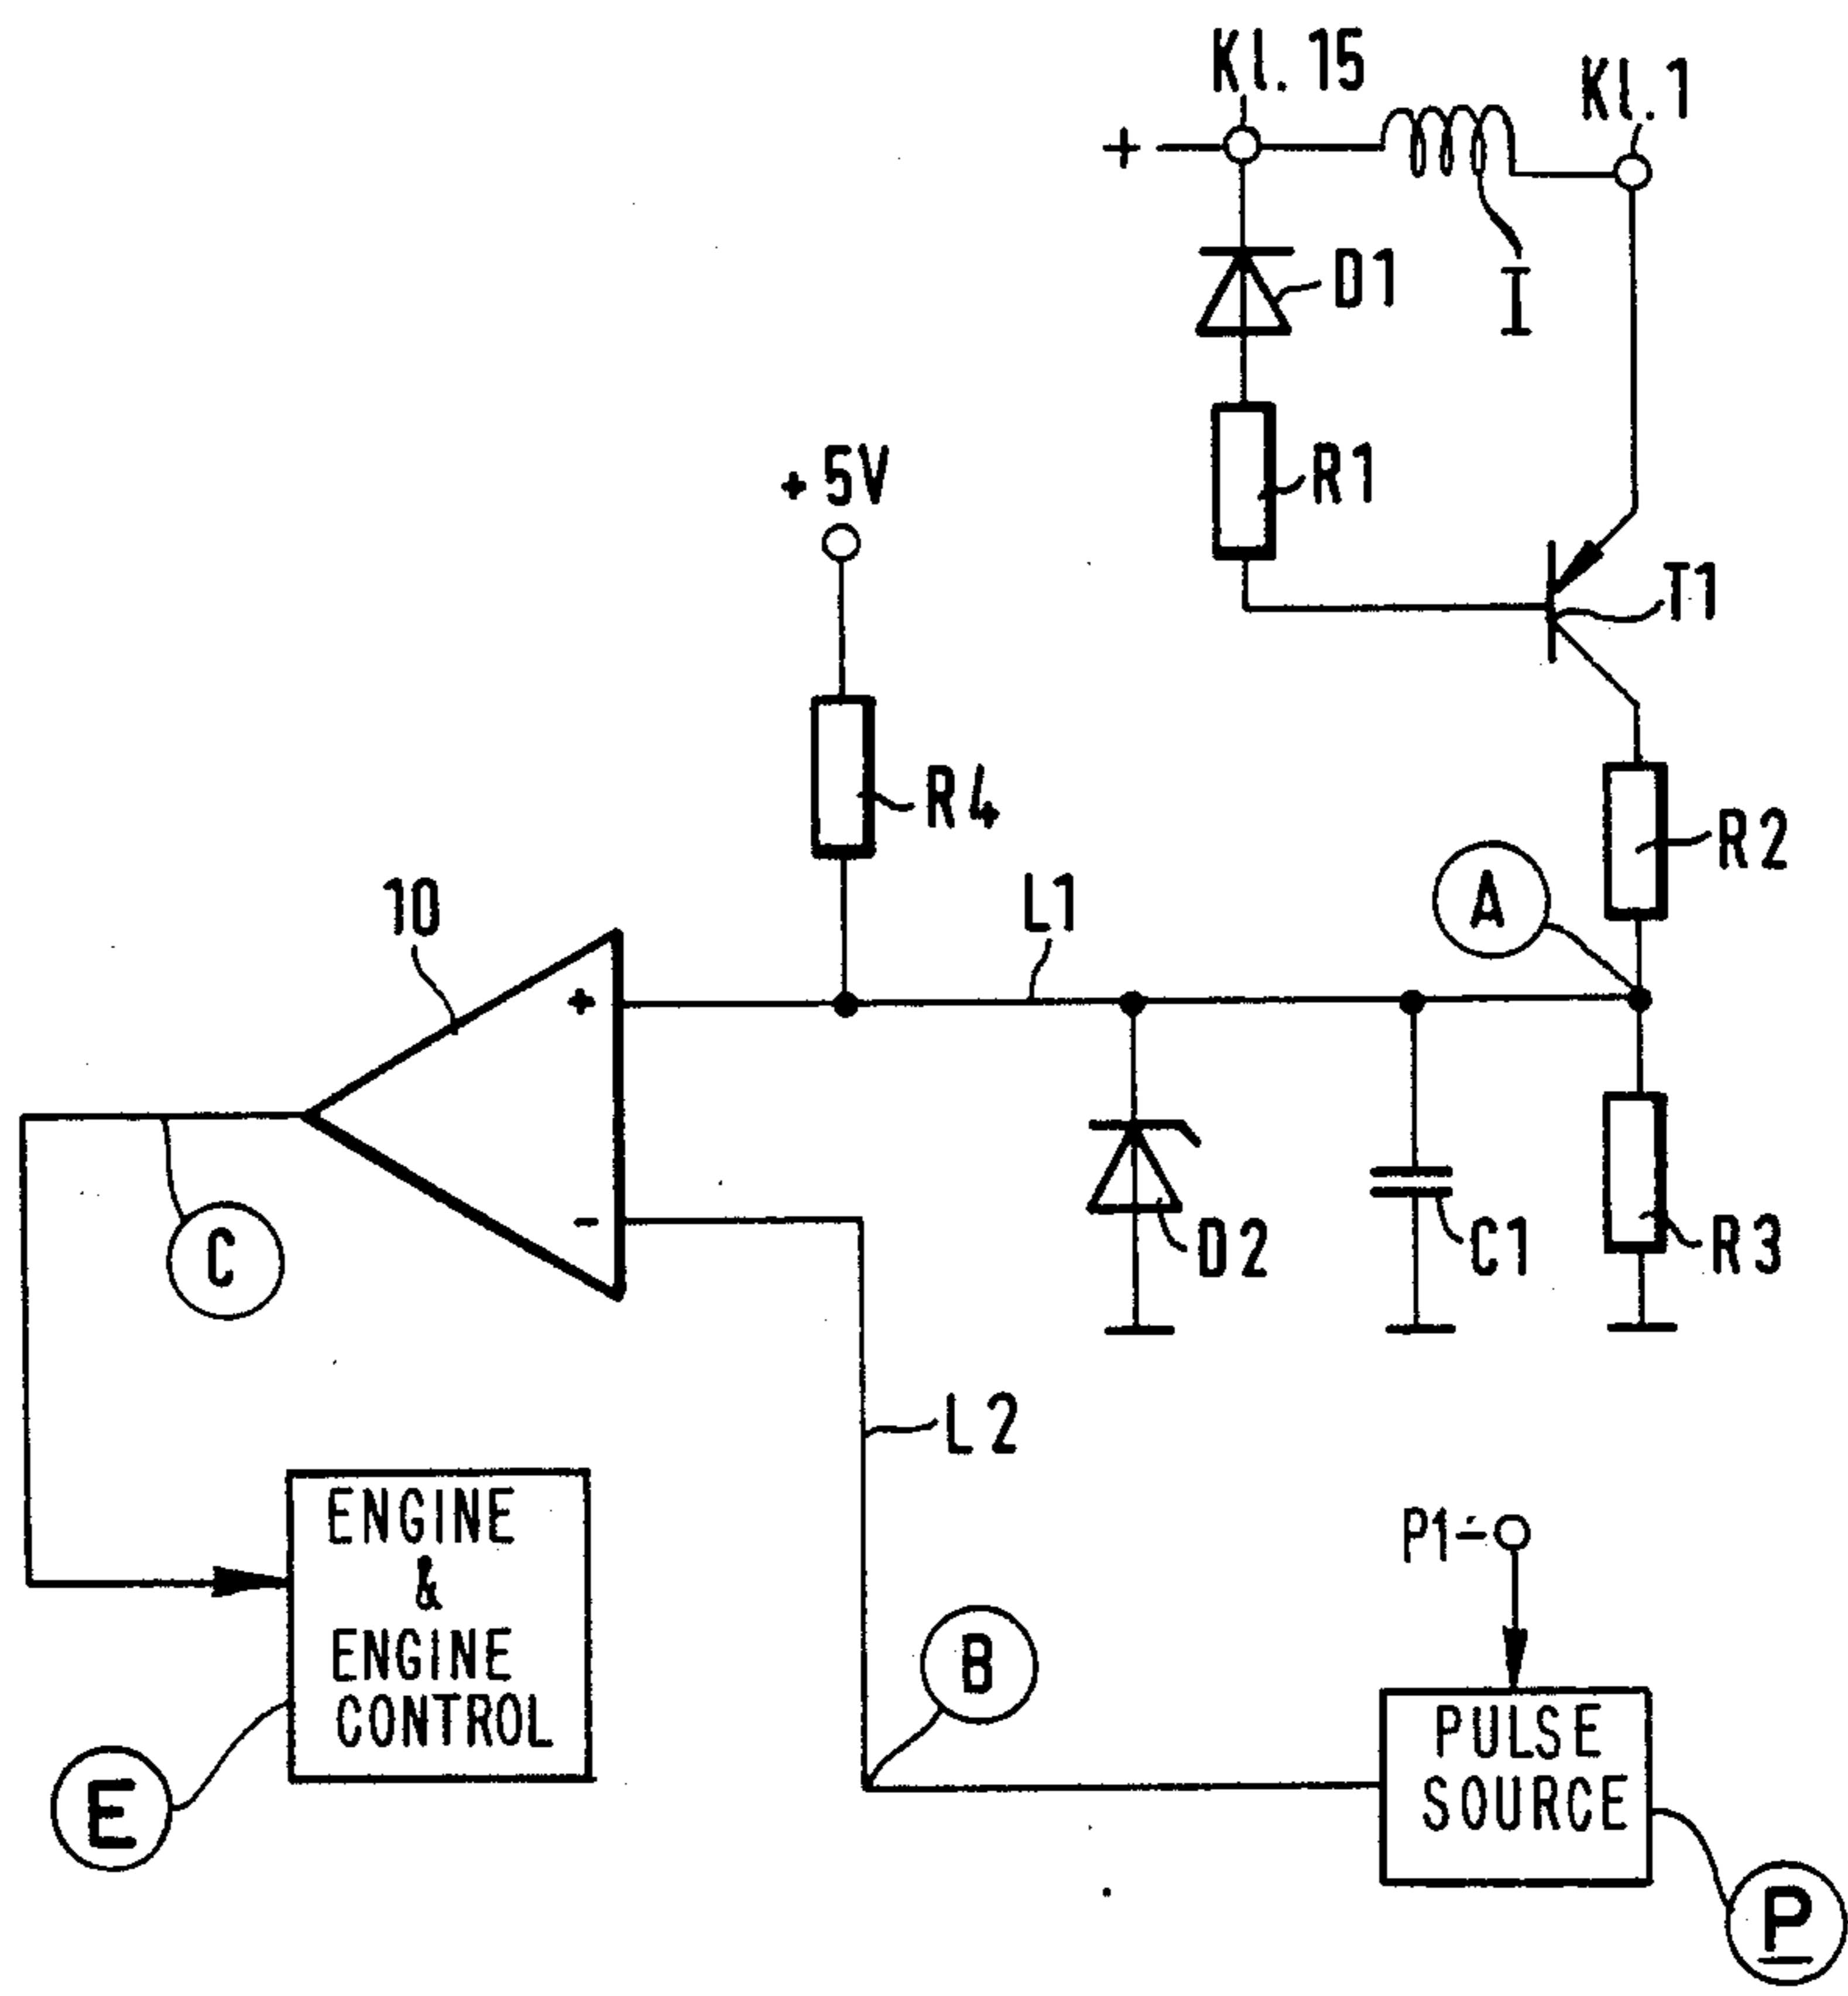 Kl.15
Kl.1
+
D1
I
R1
+5V
T1
R4
R2
A
L1
10
+
-
C
D2
C1
R3
L2
ENGINE
&
ENGINE
CONTROL
P1
B
PULSE
SOURCE
E
P